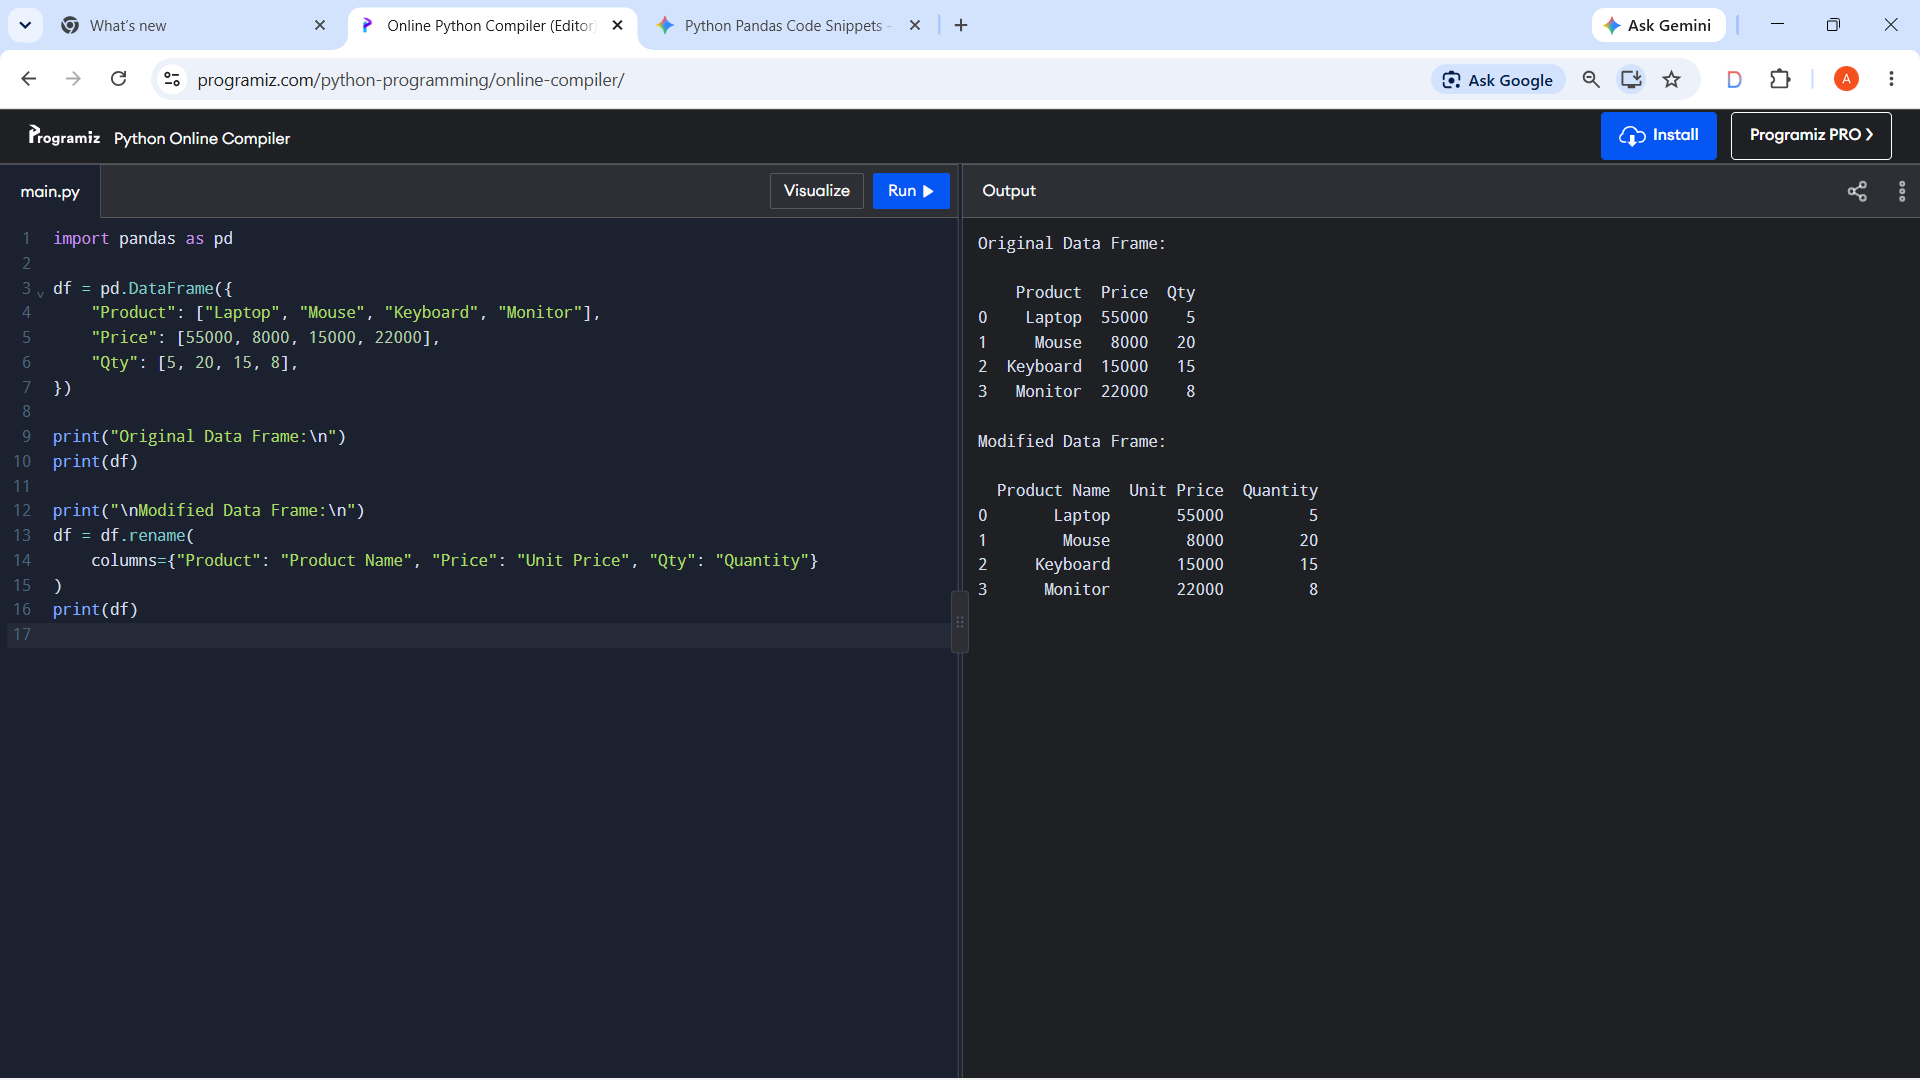 What's new
Online Python Compiler (Editor
Python Pandas Code Snippets -
Ask Gemini
programiz.com/python-programming/online-compiler/
Ask Google
D
A
Programiz Python Online Compiler
Install
Programiz PRO
main.py
Visualize
Run
Output
1 import pandas as pd
2
3 df = pd.DataFrame({
4     "Product": ["Laptop", "Mouse", "Keyboard", "Monitor"],
5     "Price": [55000, 8000, 15000, 22000],
6     "Qty": [5, 20, 15, 8],
7 })
8
9 print("Original Data Frame:\n")
10 print(df)
11
12 print("\nModified Data Frame:\n")
13 df = df.rename(
14     columns={"Product": "Product Name", "Price": "Unit Price", "Qty": "Quantity"}
15 )
16 print(df)
17
Original Data Frame:
    Product  Price  Qty
0    Laptop  55000    5
1     Mouse   8000   20
2  Keyboard  15000   15
3   Monitor  22000    8
Modified Data Frame:
  Product Name  Unit Price  Quantity
0       Laptop       55000         5
1        Mouse        8000        20
2     Keyboard       15000        15
3      Monitor       22000         8